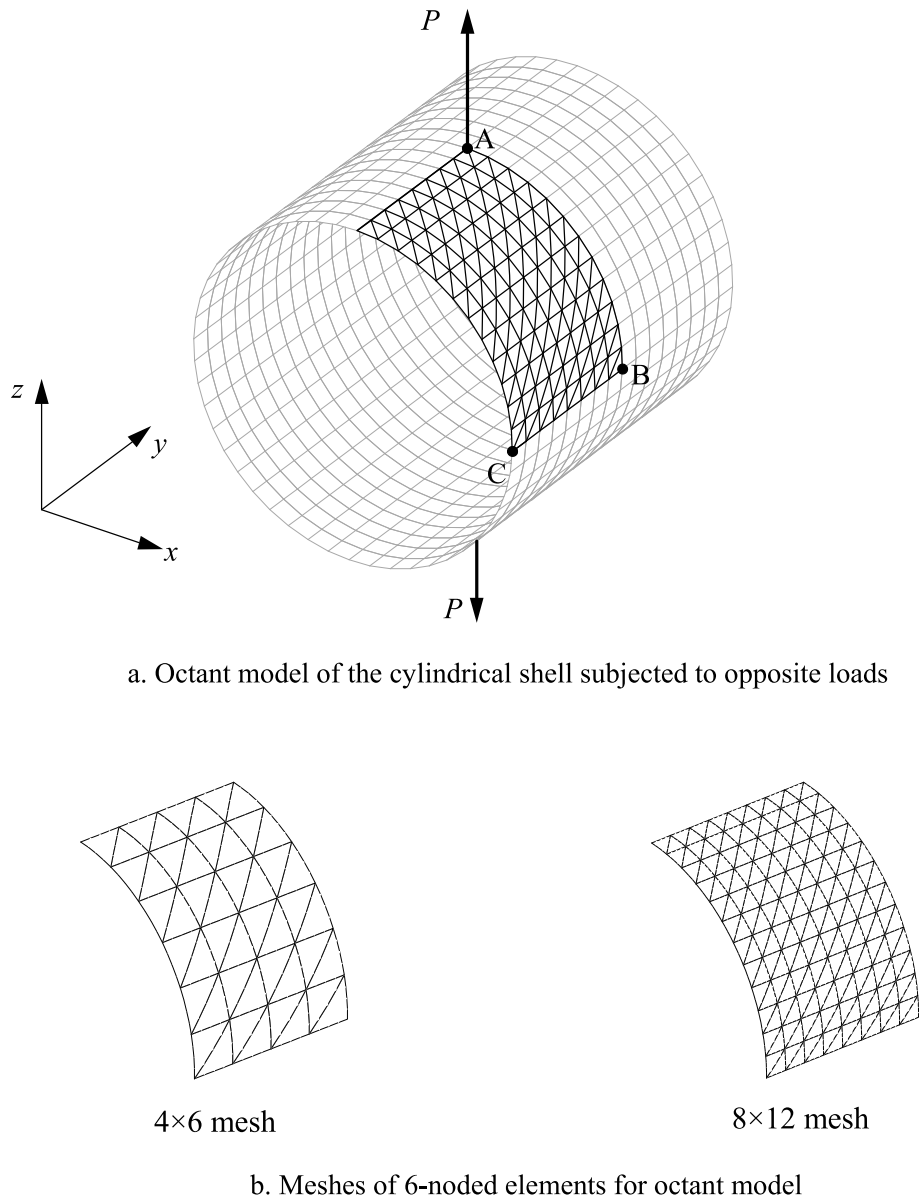 P
A
B
z
y
C
x
P
a. Octant model of the cylindrical shell subjected to opposite loads
4×6 mesh
8×12 mesh
b. Meshes of 6-noded elements for octant model